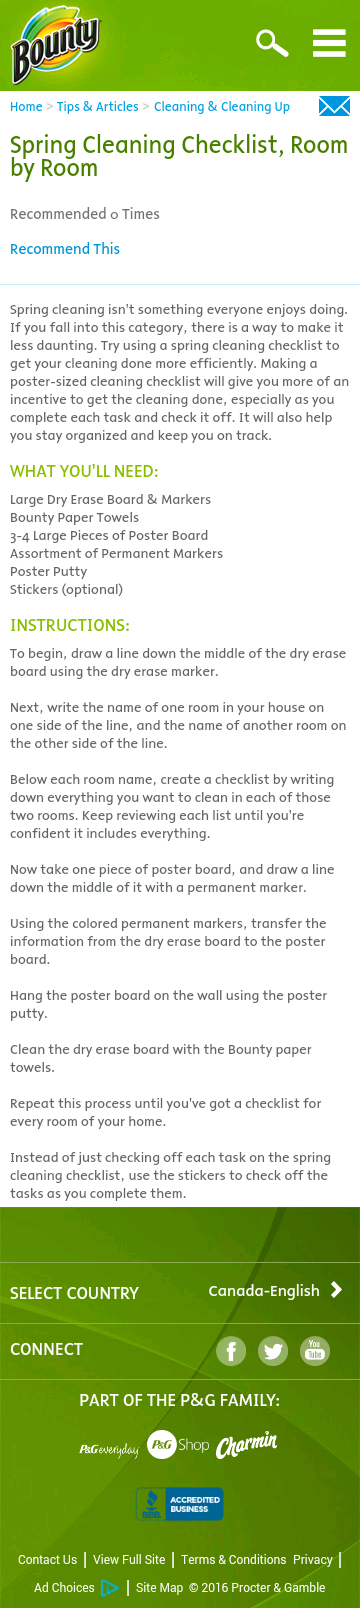 Bounty
Home > Tips & Articles > Cleaning & Cleaning Up
Spring Cleaning Checklist, Room
by Room
Recommended 0 Times
Recommend This
Spring cleaning isn't something everyone enjoys doing.
If you fall into this category, there is a way to make it
less daunting. Try using a spring cleaning checklist to
get your cleaning done more efficiently. Making a
poster-sized cleaning checklist will give you more of an
incentive to get the cleaning done, especially as you
complete each task and check it off. It will also help
you stay organized and keep you on track.
WHAT YOU'LL NEED:
Large Dry Erase Board & Markers
Bounty Paper Towels
3-4 Large Pieces of Poster Board
Assortment of Permanent Markers
Poster Putty
Stickers (optional)
INSTRUCTIONS:
To begin, draw a line down the middle of the dry erase
board using the dry erase marker.
Next, write the name of one room in your house on
one side of the line, and the name of another room on
the other side of the line.
Below each room name, create a checklist by writing
down everything you want to clean in each of those
two rooms. Keep reviewing each list until you're
confident it includes everything.
Now take one piece of poster board, and draw a line
down the middle of it with a permanent marker.
Using the colored permanent markers, transfer the
information from the dry erase board to the poster
board.
Hang the poster board on the wall using the poster
putty.
Clean the dry erase board with the Bounty paper
towels.
Repeat this process until you've got a checklist for
every room of your home.
Instead of just checking off each task on the spring
cleaning checklist, use the stickers to check off the
tasks as you complete them.
SELECT COUNTRY Canada-English
CONNECT f You Tube
PART OF THE P&G FAMILY:
P&G everyday P&G Shop Charmin
BBB. ACCREDITED BUSINESS
Contact Us | View Full Site | Terms & Conditions Privacy |
Ad Choices | Site Map © 2016 Procter & Gamble